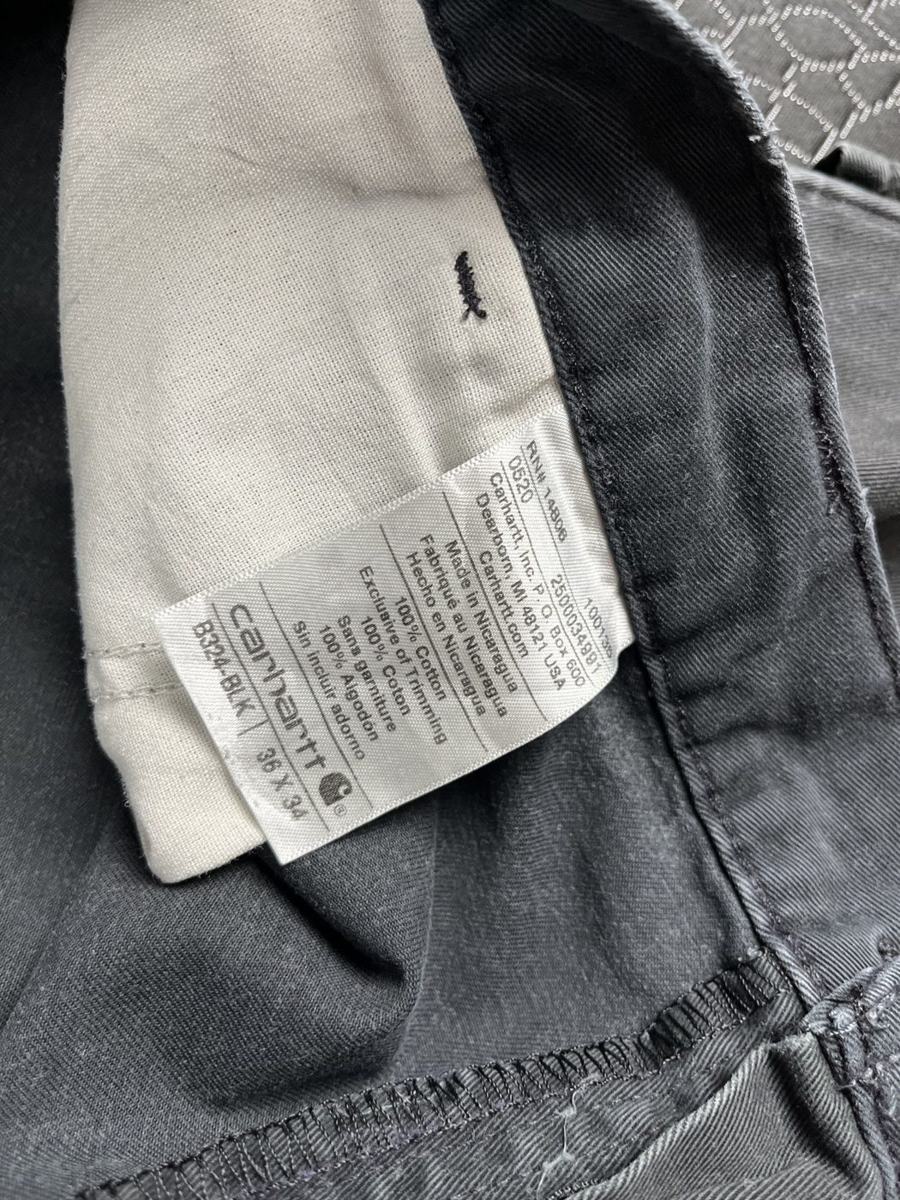 RN# 14806
0520 2500034991
Carhartt, Inc. P. O. Box 600
Dearborn, MI 48121 USA
Carhartt.com
Made in Nicaragua
Fabriqué au Nicaragua
Hecho en Nicaragua
100% Cotton
Exclusive of Trimming
100% Coton
Sans garniture
100% Algodon
Sin incluir adorno
carhartt ®
B324-BLK | 36 X 34